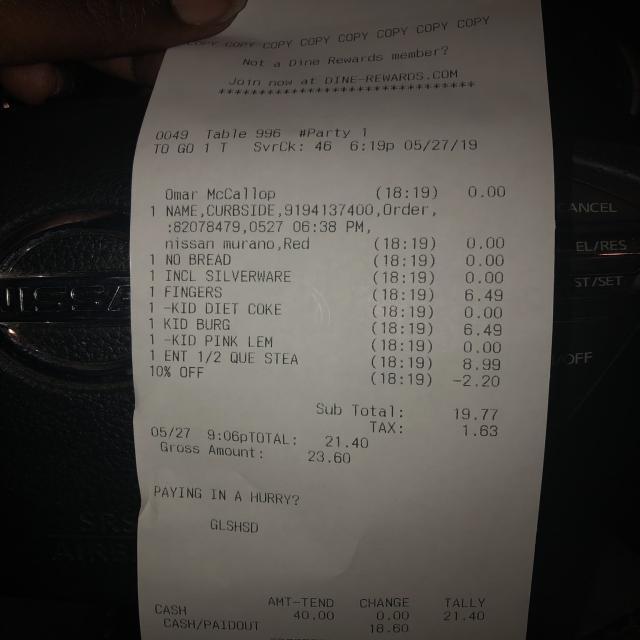 COPY COPY COPY COPY COPY COPY COPY COPY
Not a Dine Rewards member?
Join now at DINE-REWARDS.COM
******************************
0049 Table 996 #Party 1
TO GO 1 T SvrCk: 46 6:19p 05/27/19
Omar McCallop (18:19) 0.00
1 NAME,CURBSIDE,9194137400,Order,
:82078479,0527 06:38 PM,
nissan murano,Red (18:19) 0.00
1 NO BREAD (18:19) 0.00
1 INCL SILVERWARE (18:19) 0.00
1 FINGERS (18:19) 6.49
1 -KID DIET COKE (18:19) 0.00
1 KID BURG (18:19) 6.49
1 -KID PINK LEM (18:19) 0.00
1 ENT 1/2 QUE STEA (18:19) 8.99
10% OFF (18:19) -2.20
Sub Total: 19.77
TAX: 1.63
05/27 9:06pTOTAL: 21.40
Gross Amount: 23.60
PAYING IN A HURRY?
GLSHSD
AMT-TEND CHANGE TALLY
CASH 40.00 0.00 21.40
CASH/PAIDOUT 18.60
NISSA
ANCEL
EL/RES
ST/SET
/OFF
SRS
AIRB